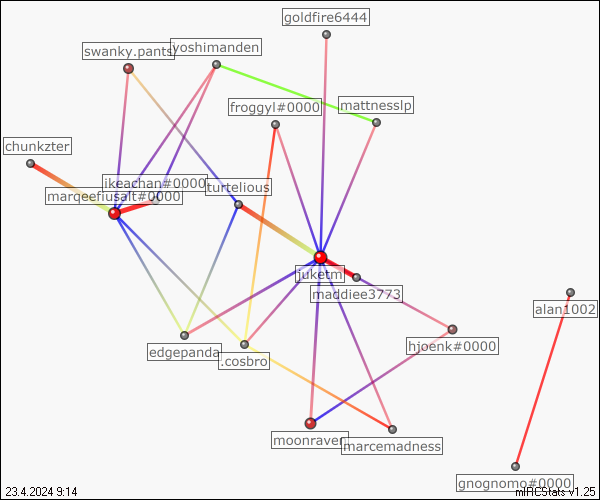 goldfire6444
swanky.pants
yoshimanden
froggyl#0000
mattnesslp
chunkzter
ikeachan#0000
turtelious
marqeefusalt#0000
juketm
maddiee3773
alan1002
edgepanda
.cosbro
hjoenk#0000
moonraven
marcemadness
gnognomo#0000
23.4.2024 9:14
mIRCStats v1.25